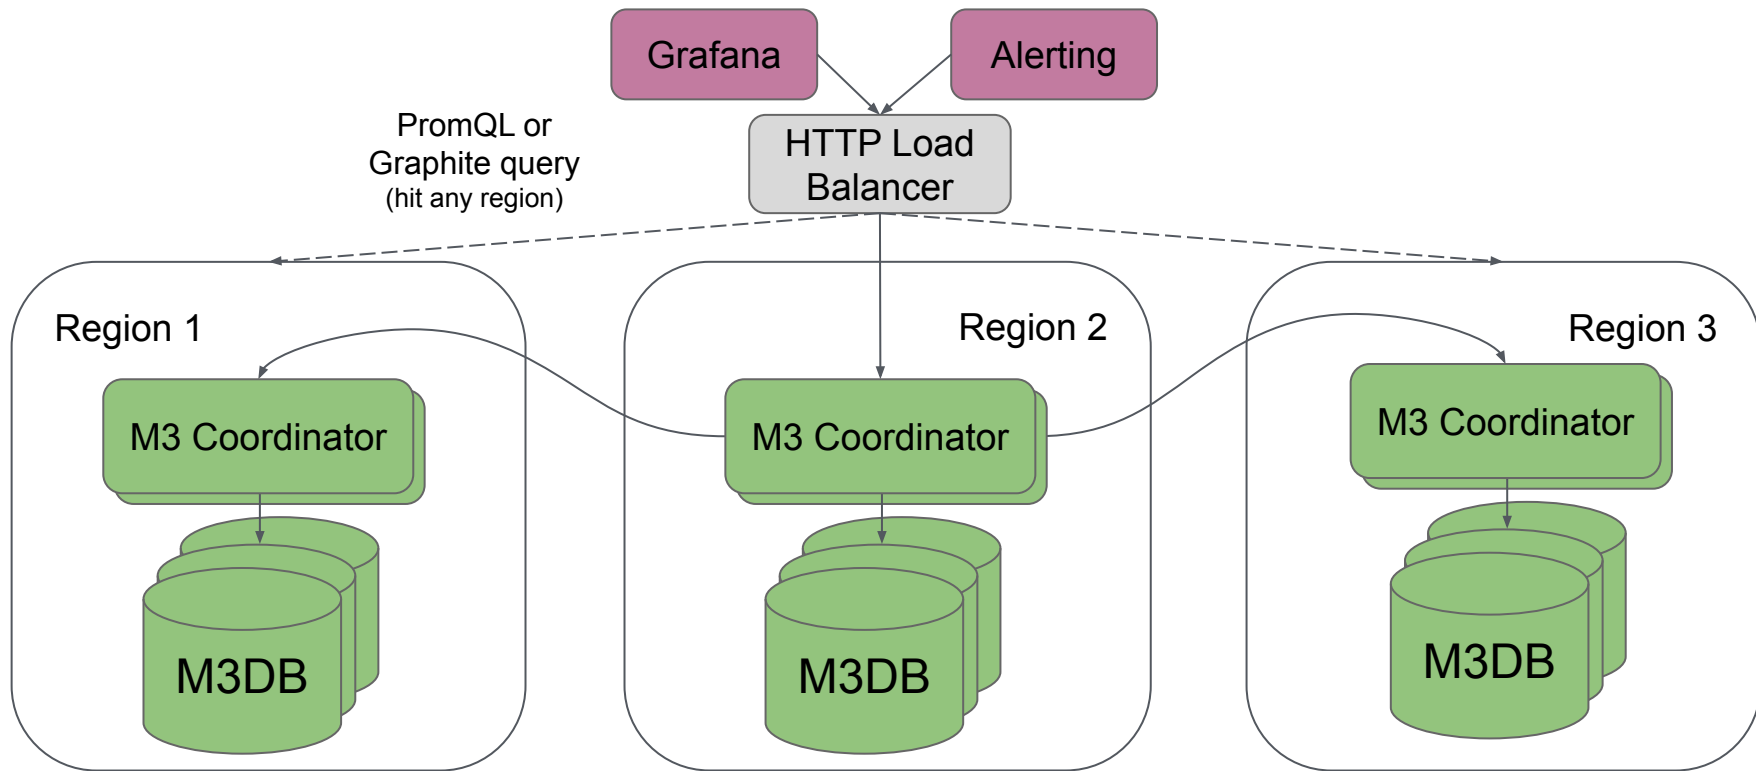 Grafana
Alerting
PromQL or
Graphite query
(hit any region)
HTTP Load
Balancer
Region 1
Region 2
Region 3
M3 Coordinator
M3 Coordinator
M3 Coordinator
M3DB
M3DB
M3DB